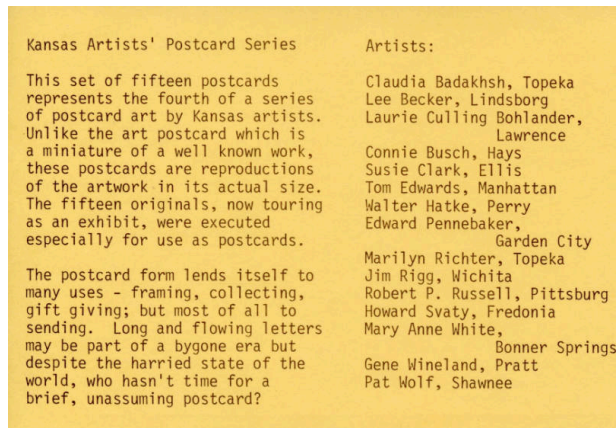 Kansas Artists' Postcard Series
This set of fifteen postcards
represents the fourth of a series
of postcard art by Kansas artists.
Unlike the art postcard which is
a miniature of a well known work,
these postcards are reproductions
of the artwork in its actual size.
The fifteen originals, now touring
as an exhibit, were executed
especially for use as postcards.
The postcard form lends itself to
many uses - framing, collecting,
gift giving; but most of all to
sending.  Long and flowing letters
may be part of a bygone era but
despite the harried state of the
world, who hasn't time for a
brief, unassuming postcard?
Artists:
Claudia Badakhsh, Topeka
Lee Becker, Lindsborg
Laurie Culling Bohlander,
Lawrence
Connie Busch, Hays
Susie Clark, Ellis
Tom Edwards, Manhattan
Walter Hatke, Perry
Edward Pennebaker,
Garden City
Marilyn Richter, Topeka
Jim Rigg, Wichita
Robert P. Russell, Pittsburg
Howard Svaty, Fredonia
Mary Anne White,
Bonner Springs
Gene Wineland, Pratt
Pat Wolf, Shawnee